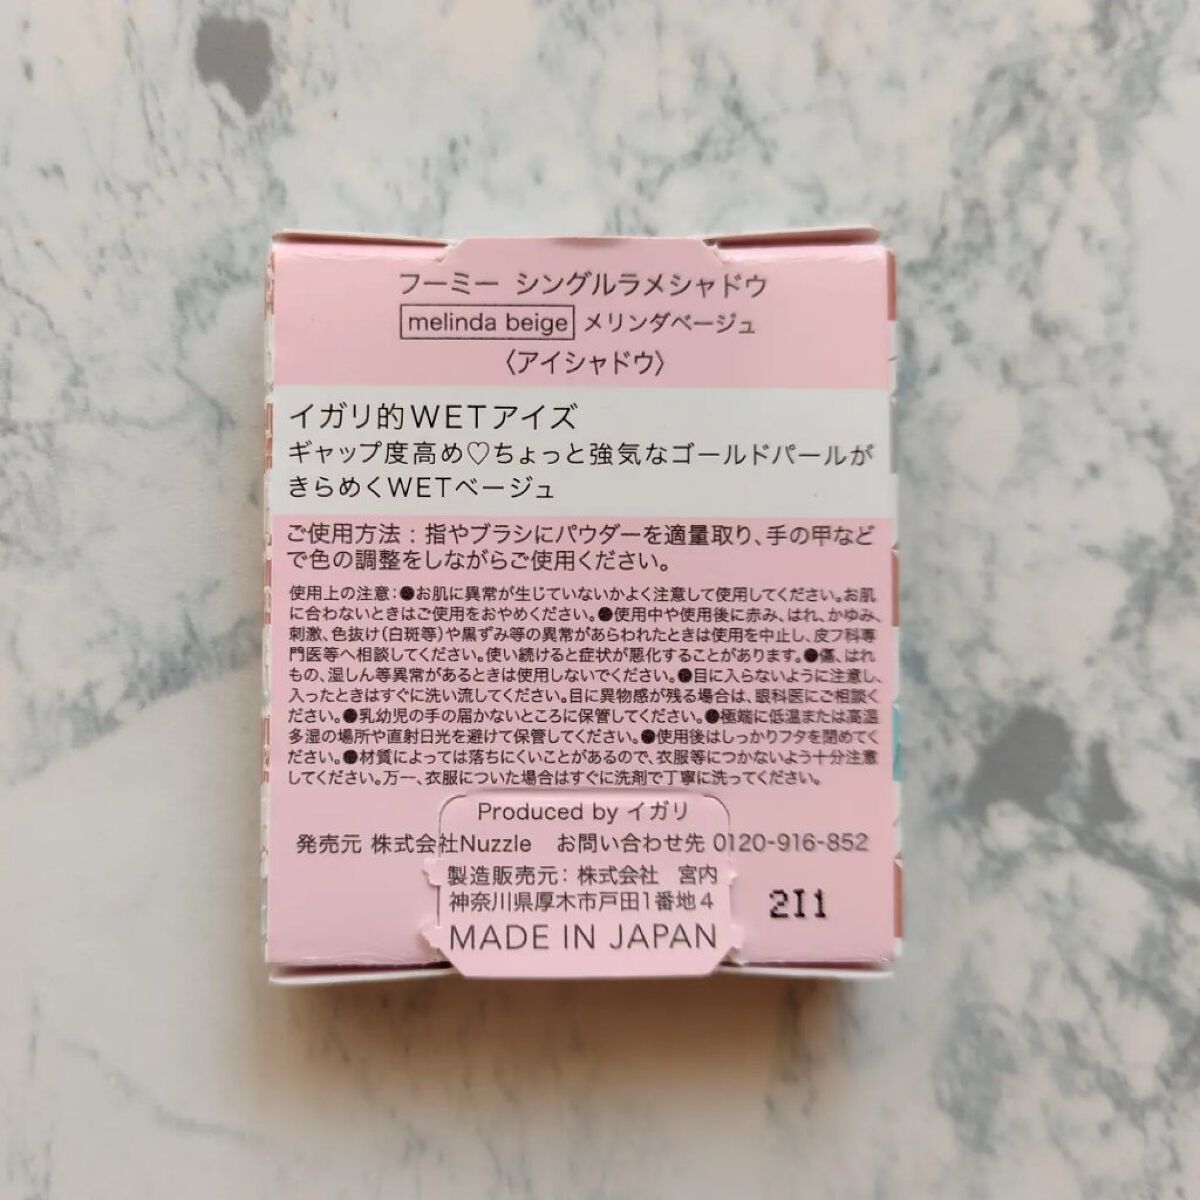 フーミー シングルラメシャドウ
melinda beige メリンダベージュ
〈アイシャドウ〉
イガリ的WETアイズ
ギャップ度高め♡ちょっと強気なゴールドパールが
きらめくWETベージュ
ご使用方法：指やブラシにパウダーを適量取り、手の甲などで
色の調整をしながらご使用ください。
使用上の注意：●お肌に異常が生じていないかよく注意して使用してください。お肌
に合わないときはご使用をおやめください。●使用中や使用後に赤み、はれ、かゆみ、
刺激、色抜け(白斑等)や黒ずみ等の異常があらわれたときは使用を中止し、皮フ科専
門医等へ相談してください。使い続けると症状が悪化することがあります。●傷、はれ
もの、湿しん等異常があるときは使用しないでください。●目に入らないように注意し、
入ったときはすぐに洗い流してください。目に異物感が残る場合は、眼科医にご相談く
ださい。●乳幼児の手の届かないところに保管してください。●極端に低温または高温
多湿の場所や直射日光を避けて保管してください。●使用後はしっかりフタを閉めてく
ださい。●材質によっては落ちにくいことがあるので、衣服等につかないよう十分注意
してください。万一、衣服についた場合はすぐに洗剤で丁寧に洗ってください。
Produced by イガリ
発売元 株式会社Nuzzle お問い合わせ先 0120-916-852
製造販売元：株式会社 宮内
神奈川県厚木市戸田1番地4
2I1
MADE IN JAPAN